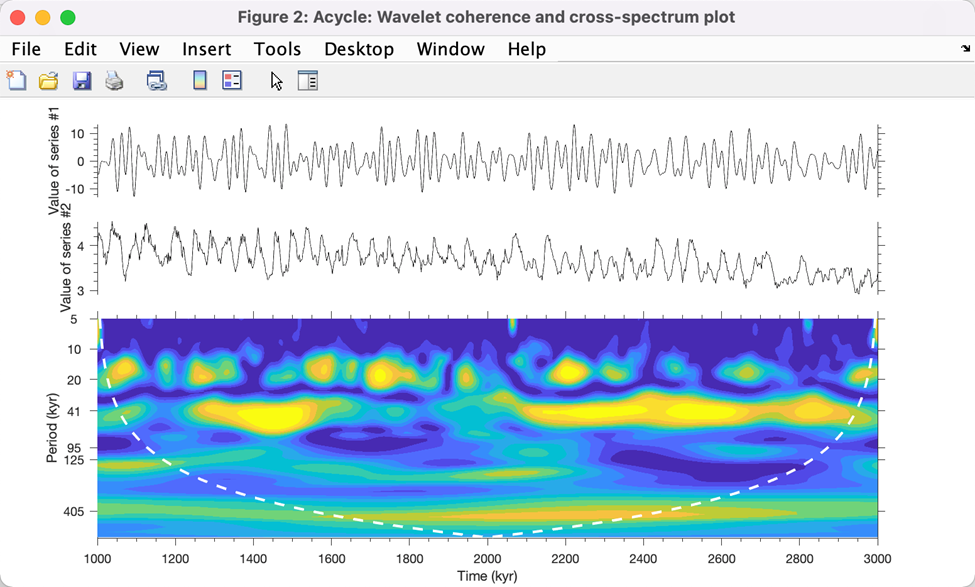 Figure 2: Acycle: Wavelet coherence and cross-spectrum plot
File Edit View Insert Tools Desktop Window Help
Value of series #1
10
0
-10
Value of series #2
4
3
Period (kyr)
5
10
20
41
95
125
405
1000 1200 1400 1600 1800 2000 2200 2400 2600 2800 3000
Time (kyr)